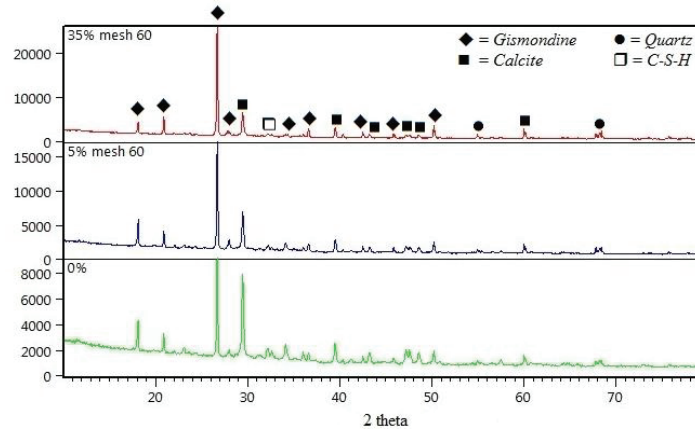 35% mesh 60
◆ = Gismondine ● = Quartz
■ = Calcite ❒ = C-S-H
20000
10000
0
5% mesh 60
15000
10000
5000
0
0%
8000
6000
4000
2000
0
20 30 40 50 60 70
2 theta